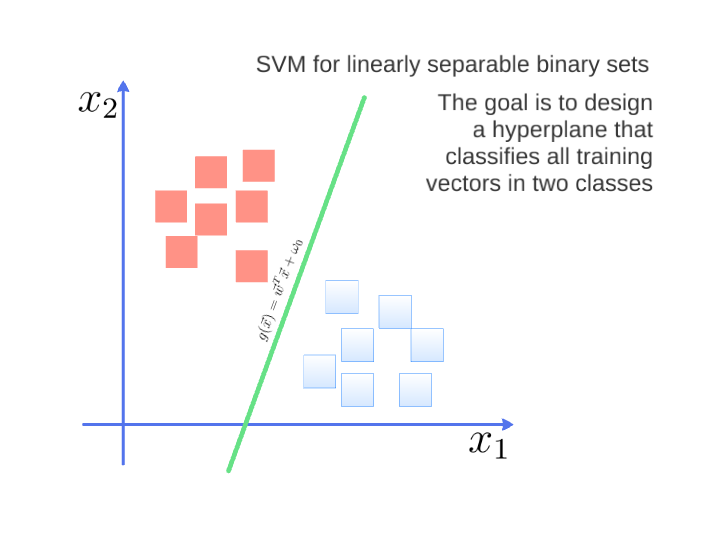 SVM for linearly separable binary sets
The goal is to design
a hyperplane that
classifies all training
vectors in two classes
x₂
g(x⃗) = w⃗ᵀx⃗ + ω₀
x₁